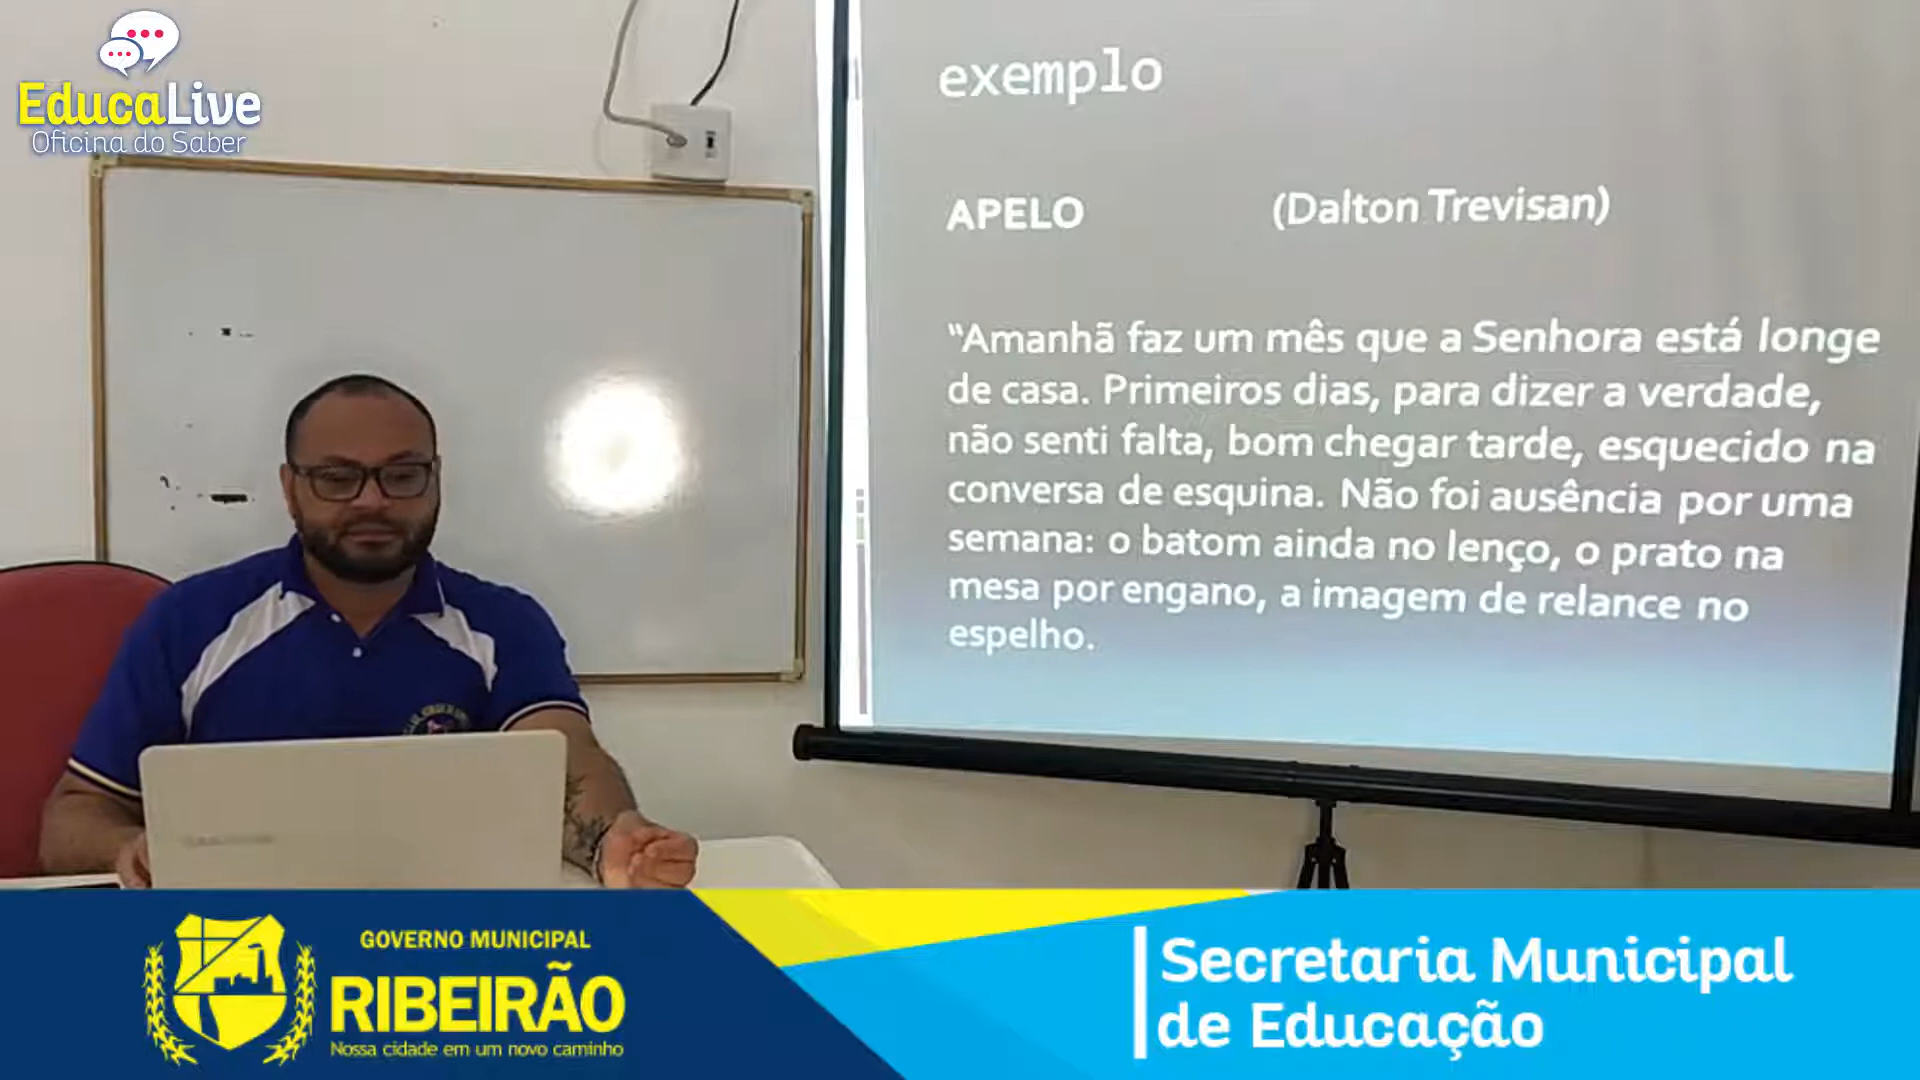 EducaLive
Oficina do Saber
exemplo
APELO (Dalton Trevisan)
“Amanhã faz um mês que a Senhora está longe
de casa. Primeiros dias, para dizer a verdade,
não senti falta, bom chegar tarde, esquecido na
conversa de esquina. Não foi ausência por uma
semana: o batom ainda no lenço, o prato na
mesa por engano, a imagem de relance no
espelho.
GOVERNO MUNICIPAL
RIBEIRÃO
Nossa cidade em um novo caminho
Secretaria Municipal
de Educação